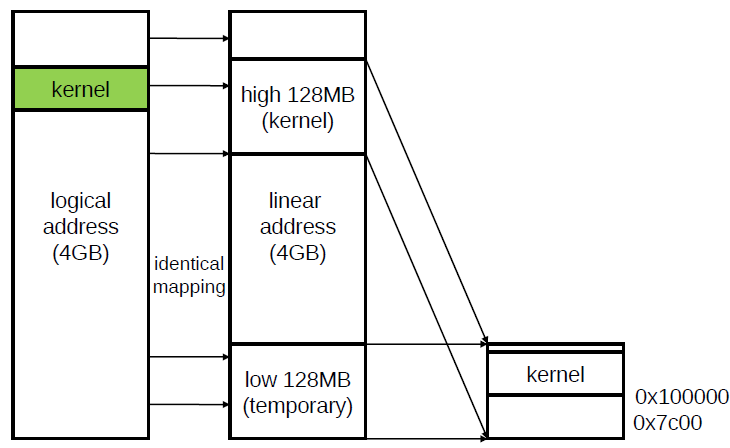 kernel
logical
address
(4GB)
identical
mapping
high 128MB
(kernel)
linear
address
(4GB)
low 128MB
(temporary)
kernel
0x100000
0x7c00